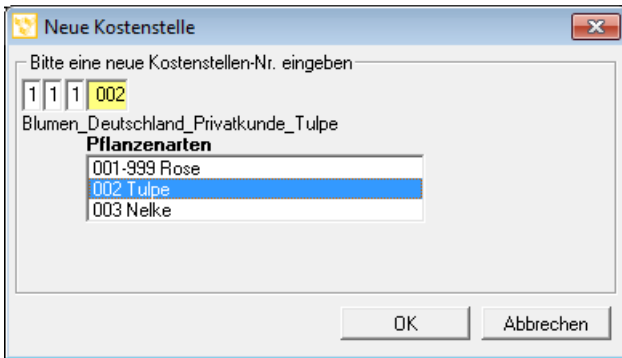 Neue Kostenstelle
Bitte eine neue Kostenstellen-Nr. eingeben
1 1 1 002
Blumen_Deutschland_Privatkunde_Tulpe
Pflanzenarten
001-999 Rose
002 Tulpe
003 Nelke
OK Abbrechen